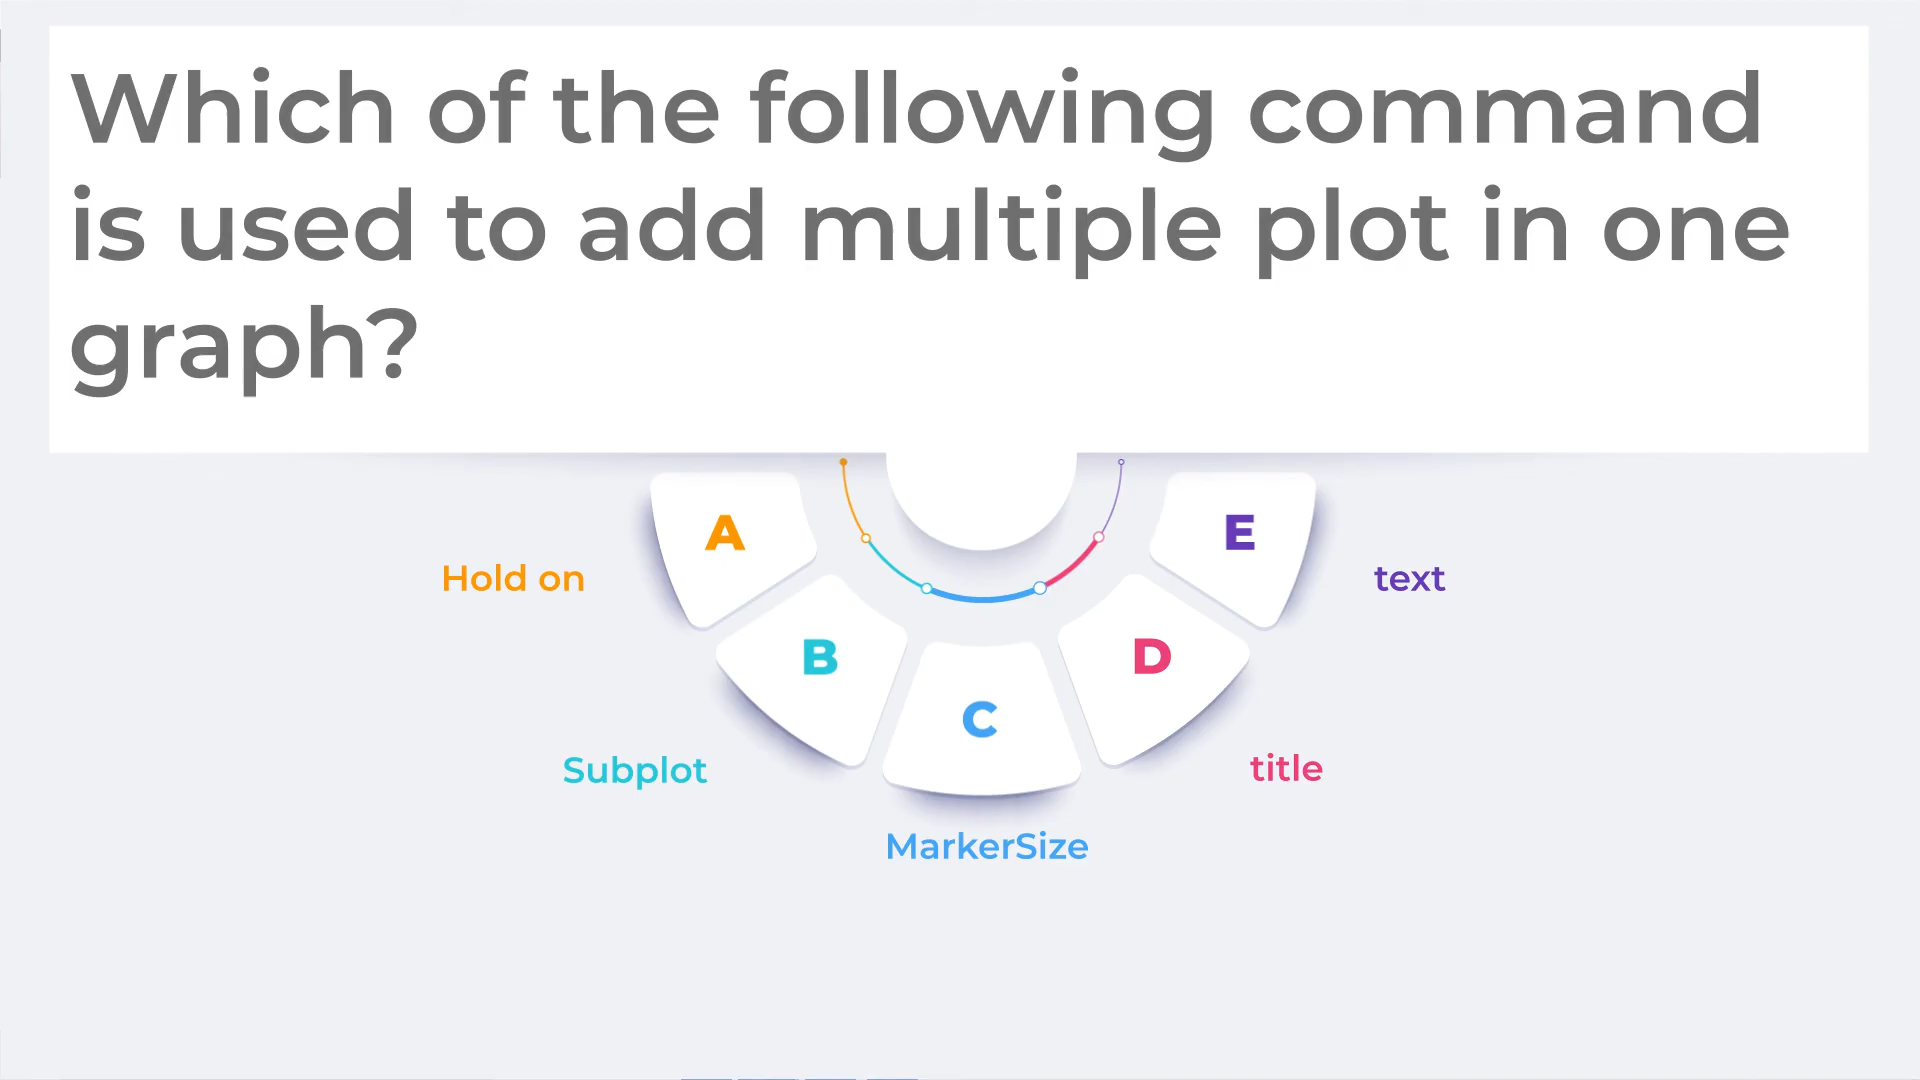 Which of the following command
is used to add multiple plot in one
graph?
A
E
Hold on
text
B
D
C
Subplot
title
MarkerSize